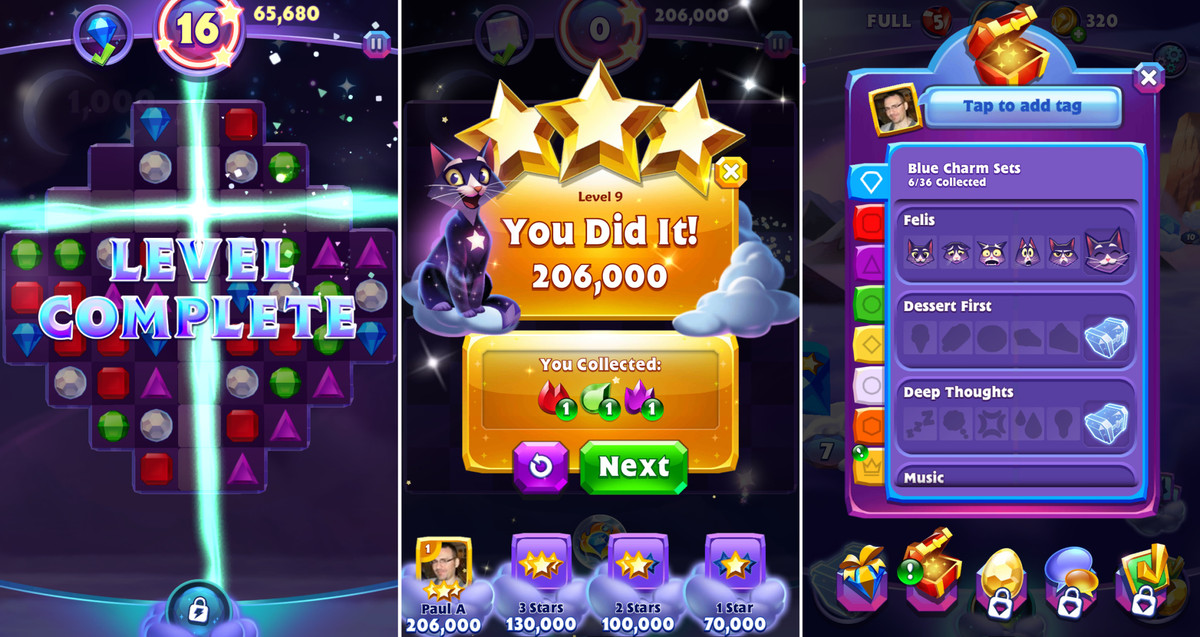 16
65,680
1,000
LEVEL
COMPLETE
0
206,000
Level 9
You Did It!
206,000
You Collected:
1 1 1
Next
1
Paul A
206,000
3 Stars
130,000
2 Stars
100,000
1 Star
70,000
FULL 5 320
Tap to add tag
Blue Charm Sets
6/36 Collected
Felis
Dessert First
Deep Thoughts
Music
7